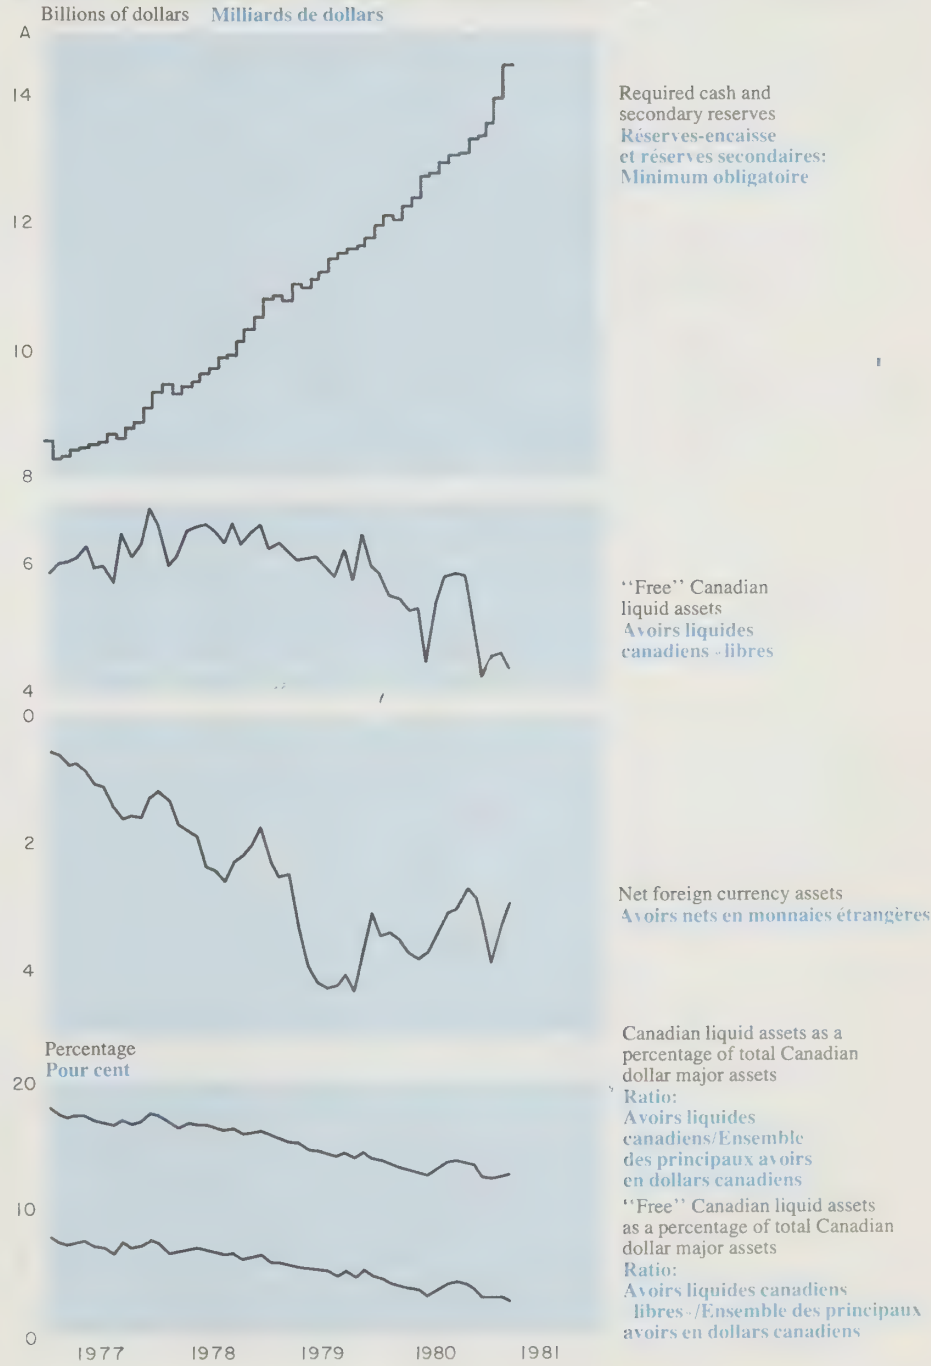 Billions of dollars Milliards de dollars
A
14
12
10
8
Required cash and
secondary reserves
Réserves-encaisse
et réserves secondaires:
Minimum obligatoire
6
4
"Free" Canadian
liquid assets
Avoirs liquides
canadiens libres
0
2
4
Net foreign currency assets
Avoirs nets en monnaies étrangères
Percentage
Pour cent
20
10
0
Canadian liquid assets as a
percentage of total Canadian
dollar major assets
Ratio:
Avoirs liquides
canadiens/Ensemble
des principaux avoirs
en dollars canadiens
"Free" Canadian liquid assets
as a percentage of total Canadian
dollar major assets
Ratio:
Avoirs liquides canadiens
libres /Ensemble des principaux
avoirs en dollars canadiens
1977 1978 1979 1980 1981